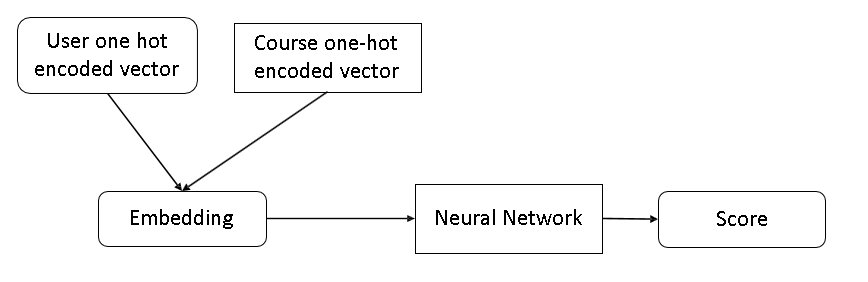 User one hot
encoded vector
Course one-hot
encoded vector
Embedding
Neural Network
Score